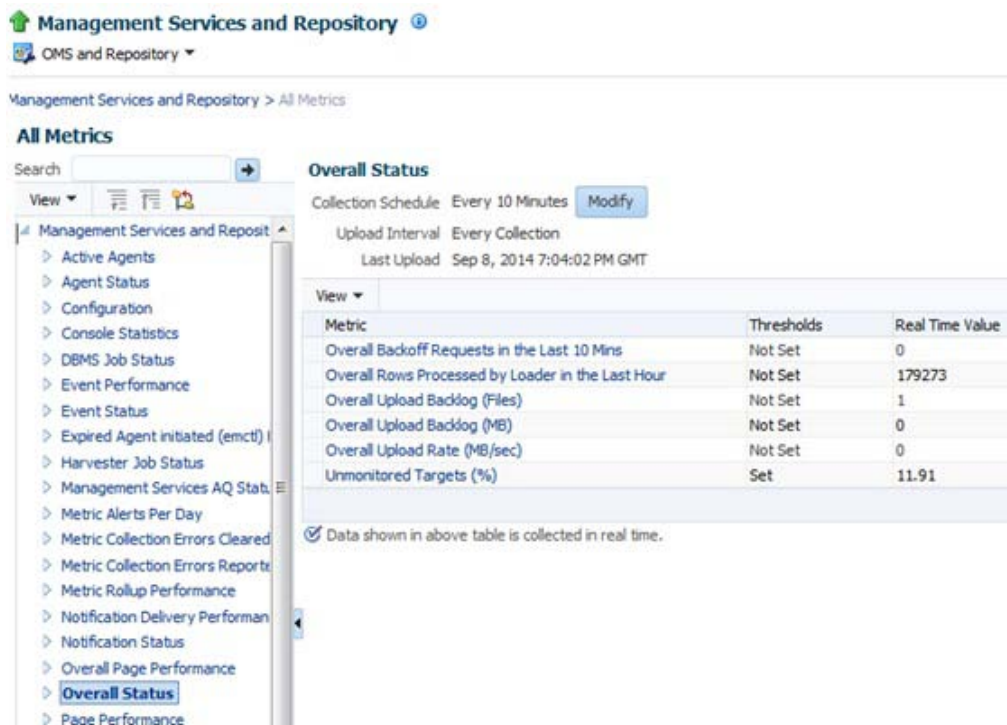 Management Services and Repository
OMS and Repository
Management Services and Repository > All Metrics
All Metrics
Search
View
Management Services and Reposit
Active Agents
Agent Status
Configuration
Console Statistics
DBMS Job Status
Event Performance
Event Status
Expired Agent initiated (emctl)
Harvester Job Status
Management Services AQ Statu
Metric Alerts Per Day
Metric Collection Errors Cleared
Metric Collection Errors Reporte
Metric Rollup Performance
Notification Delivery Performan
Notification Status
Overall Page Performance
Overall Status
Page Performance
Overall Status
Collection Schedule Every 10 Minutes Modify
Upload Interval Every Collection
Last Upload Sep 8, 2014 7:04:02 PM GMT
View
Metric Thresholds Real Time Value
Overall Backoff Requests in the Last 10 Mins Not Set 0
Overall Rows Processed by Loader in the Last Hour Not Set 179273
Overall Upload Backlog (Files) Not Set 1
Overall Upload Backlog (MB) Not Set 0
Overall Upload Rate (MB/sec) Not Set 0
Unmonitored Targets (%) Set 11.91
Data shown in above table is collected in real time.